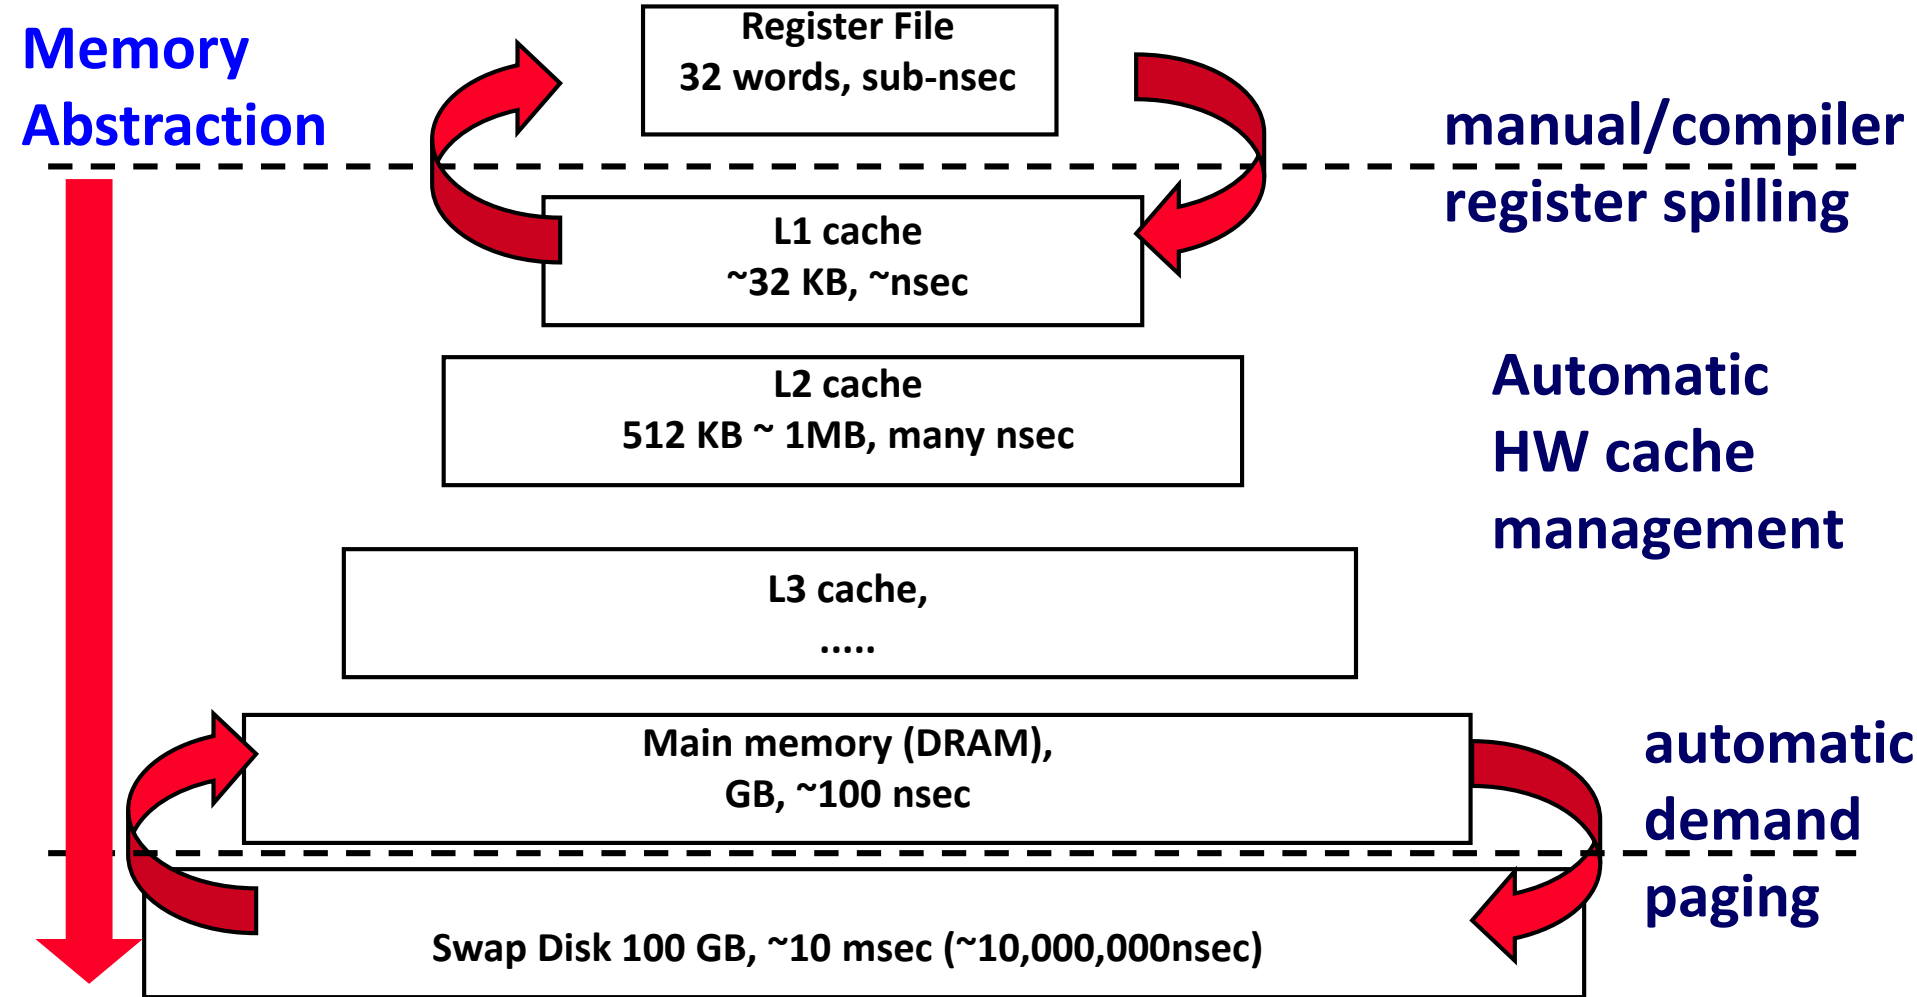 Memory
Abstraction
Register File
32 words, sub-nsec
manual/compiler
register spilling
L1 cache
~32 KB, ~nsec
L2 cache
512 KB ~ 1MB, many nsec
Automatic
HW cache
management
L3 cache,
.....
Main memory (DRAM),
GB, ~100 nsec
automatic
demand
paging
Swap Disk 100 GB, ~10 msec (~10,000,000nsec)